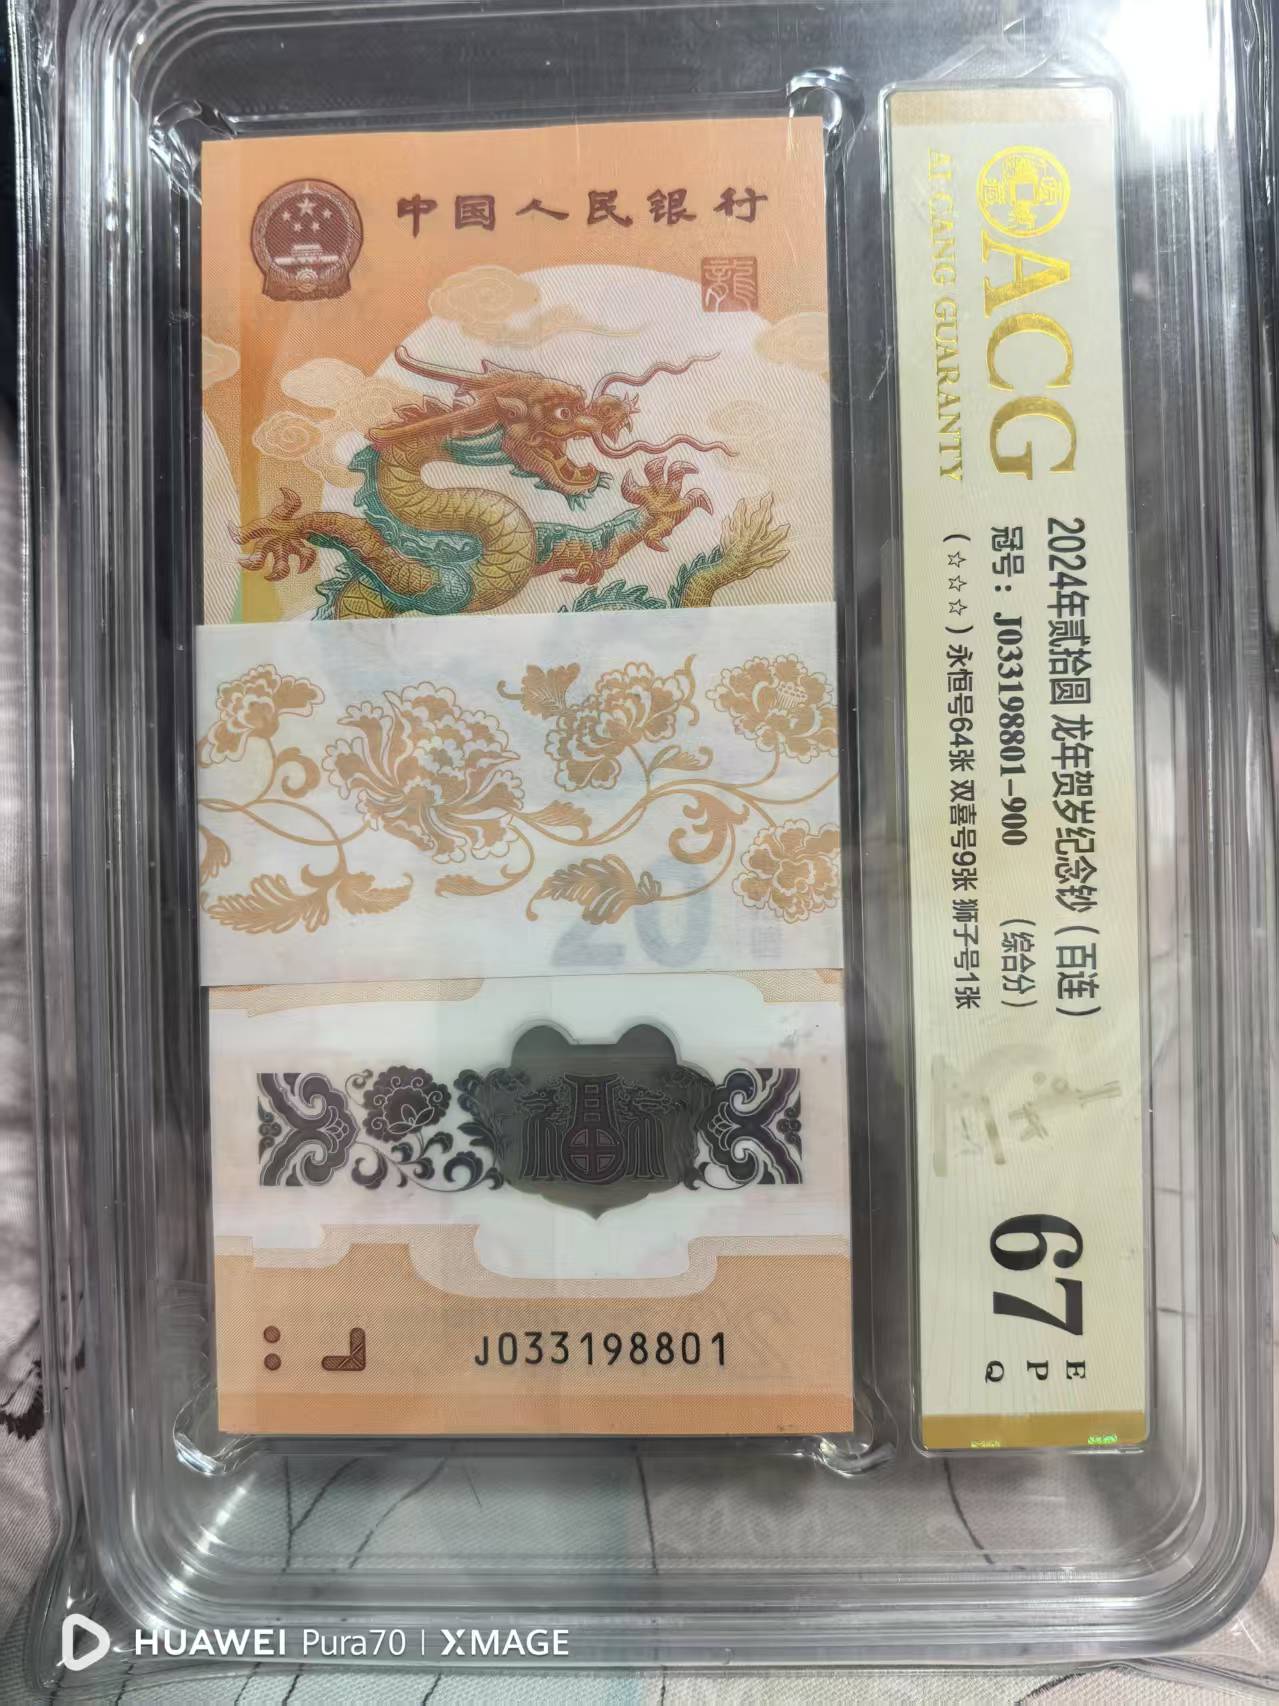 中国人民银行
龍
20
J033198801
ACG
AI CANG GUARANTY
2024年贰拾圆 龙年贺岁纪念钞（百连）
冠号：J033198801-900 （综合分）
（☆☆☆）永恒号64张 双喜号9张 狮子号1张
67
E
P
Q
HUAWEI Pura70 | XMAGE